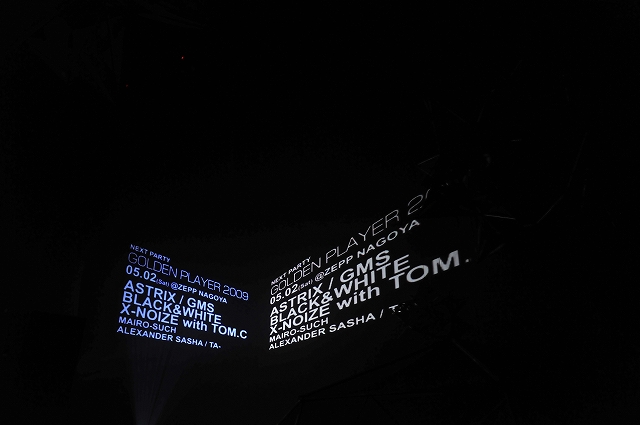 NEXT PARTY
GOLDEN PLAYER 2009
05.02(Sat) @ZEPP NAGOYA
ASTRIX / GMS
BLACK&WHITE
X-NOIZE with TOM.C
MAIRO-SUCH
ALEXANDER SASHA / TA-
NEXT PARTY
GOLDEN PLAYER 2
05.02(Sat) @ZEPP NAGOYA
ASTRIX / GMS
BLACK&WHITE
X-NOIZE with TOM.
MAIRO-SUCH
ALEXANDER SASHA / TA-